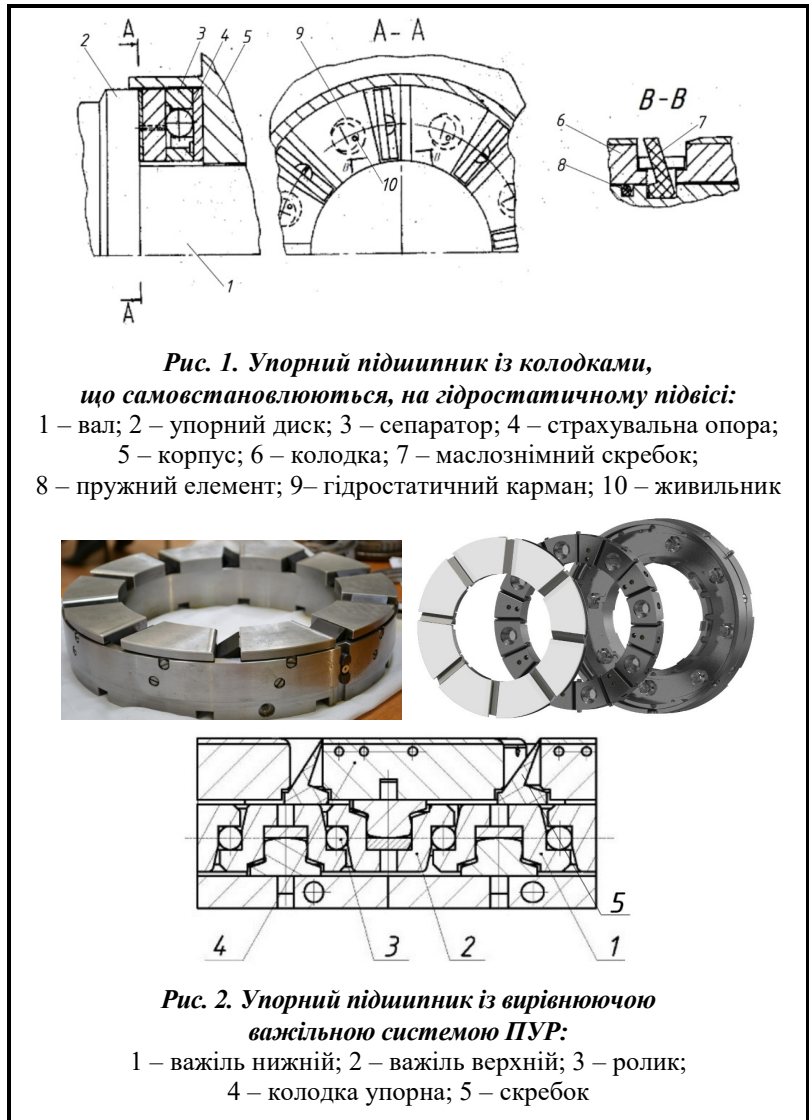 А
2
3
4
5
9
А-А
В-В
6
7
8
В
В
10
1
А
Рис. 1. Упорний підшипник із колодками,
що самовстановлюються, на гідростатичному підвісі:
1 – вал; 2 – упорний диск; 3 – сепаратор; 4 – страхувальна опора;
5 – корпус; 6 – колодка; 7 – маслознімний скребок;
8 – пружний елемент; 9– гідростатичний карман; 10 – живильник
4
3
2
5
1
Рис. 2. Упорний підшипник із вирівнюючою
важільною системою ПУР:
1 – важіль нижній; 2 – важіль верхній; 3 – ролик;
4 – колодка упорна; 5 – скребок